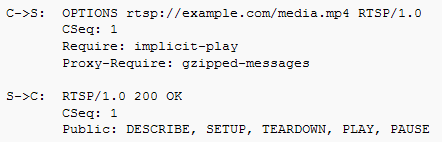 C->S:  OPTIONS rtsp://example.com/media.mp4 RTSP/1.0
       CSeq: 1
       Require: implicit-play
       Proxy-Require: gzipped-messages

S->C:  RTSP/1.0 200 OK
       CSeq: 1
       Public: DESCRIBE, SETUP, TEARDOWN, PLAY, PAUSE